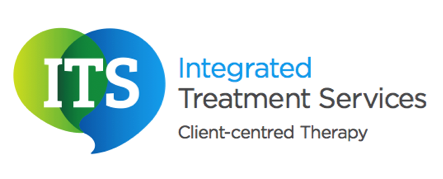 ITS
Integrated
Treatment Services
Client-centred Therapy